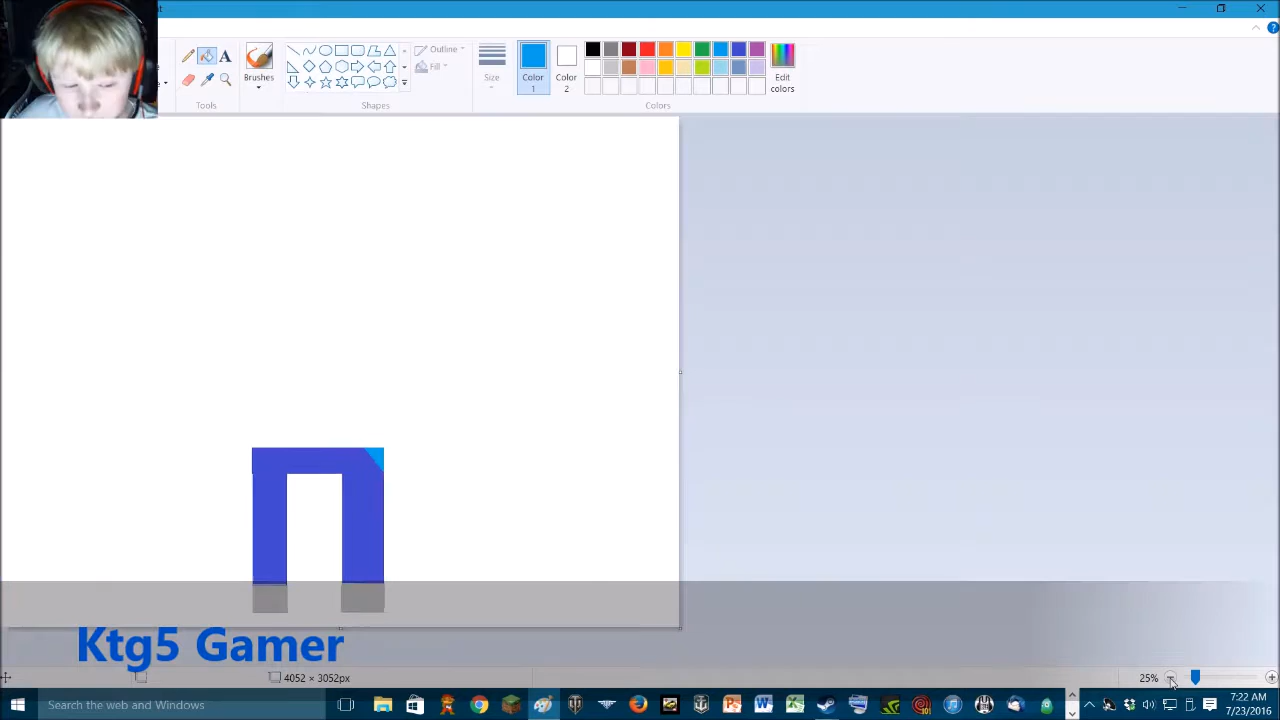 nt
Outline
Fill
Brushes
Size
Color
1
Color
2
Edit
colors
Tools
Shapes
Colors
Ktg5 Gamer
4052 × 3052px
25%
Search the web and Windows
7:22 AM
7/23/2016